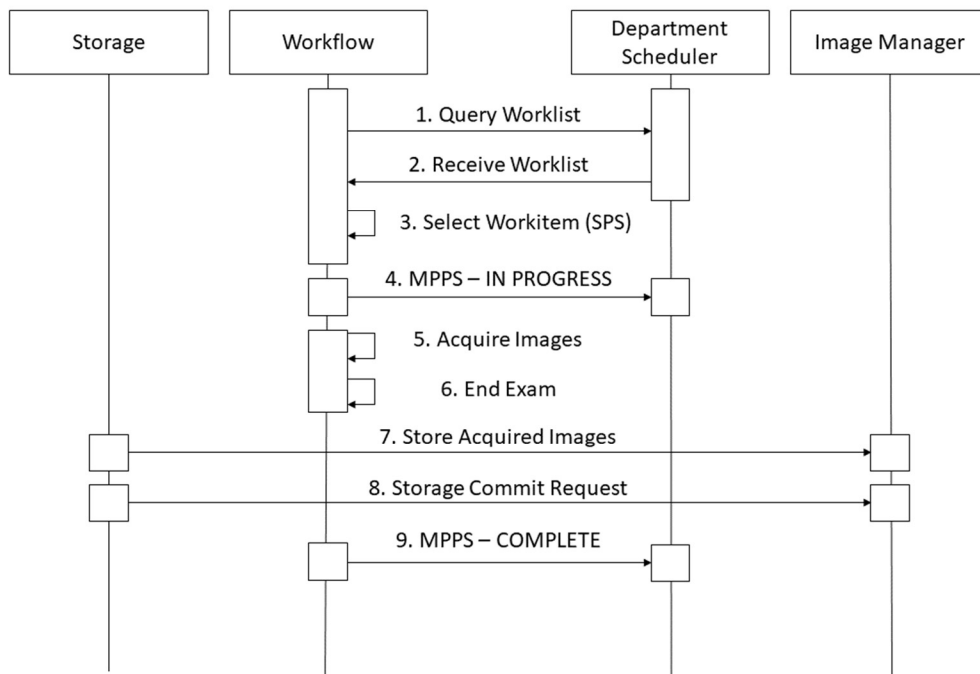 Storage
Workflow
Department
Scheduler
Image Manager
1. Query Worklist
2. Receive Worklist
3. Select Workitem (SPS)
4. MPPS – IN PROGRESS
5. Acquire Images
6. End Exam
7. Store Acquired Images
8. Storage Commit Request
9. MPPS – COMPLETE